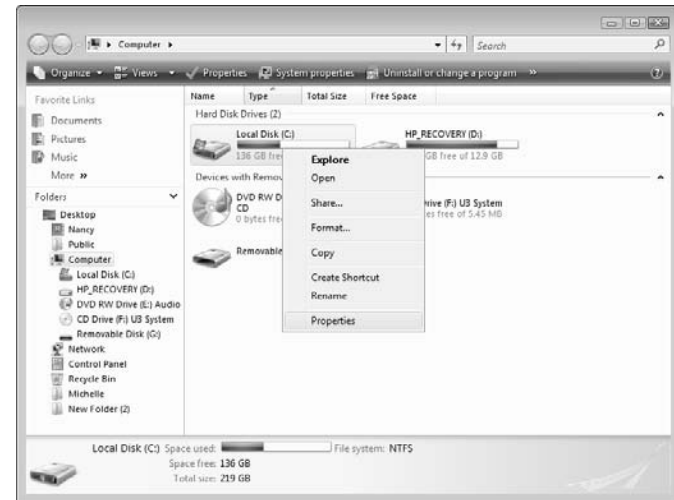 Computer
Search
Organize Views Properties System properties Uninstall or change a program »
Favorite Links
Documents
Pictures
Music
More »
Folders
Desktop
Nancy
Public
Computer
Local Disk (C:)
HP_RECOVERY (D:)
DVD RW Drive (E:) Audio
CD Drive (F:) U3 System
Removable Disk (G:)
Network
Control Panel
Recycle Bin
Michelle
New Folder (2)
Name Type Total Size Free Space
Hard Disk Drives (2)
Local Disk (C:)
136 GB fre
HP_RECOVERY (D:)
GB free of 12.9 GB
Devices with Remov
DVD RW D
CD
0 bytes fre
rive (F:) U3 System
es free of 5.45 MB
Removable
Explore
Open
Share...
Format...
Copy
Create Shortcut
Rename
Properties
Local Disk (C:) Space used: File system: NTFS
Space free: 136 GB
Total size: 219 GB